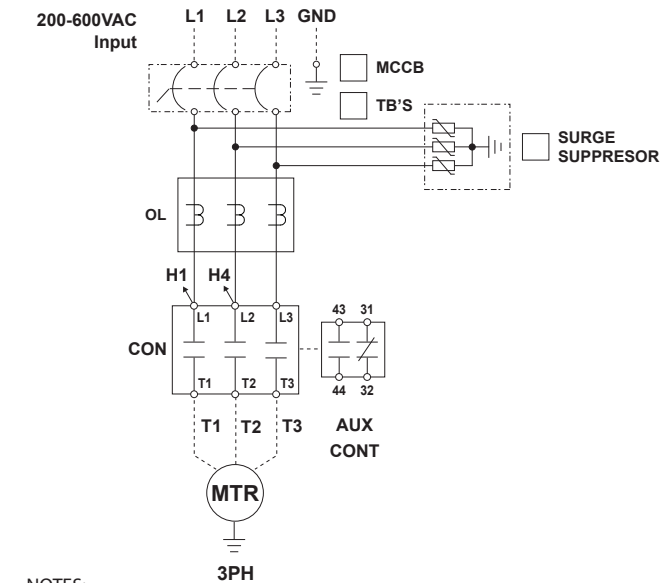 200-600VAC
Input
L1 L2 L3 GND
MCCB
TB'S
SURGE
SUPPRESOR
OL
H1 H4
L1 L2 L3
43 31
CON
T1 T2 T3
44 32
T1 T2 T3
AUX
CONT
MTR
3PH
NOTES: